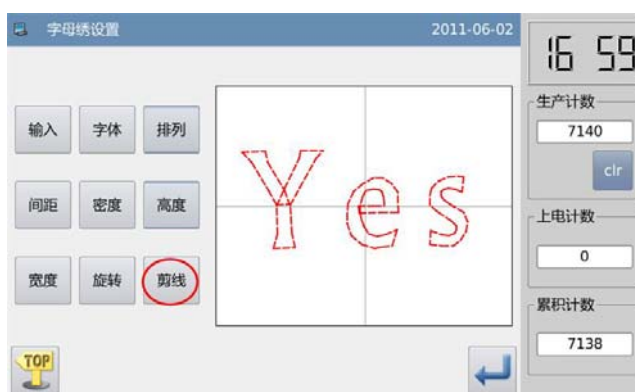 字母绣设置 2011-06-02
16 59
生产计数
7140
clr
上电计数
0
累积计数
7138
输入 字体 排列
间距 密度 高度
宽度 旋转 剪线
Yes
TOP